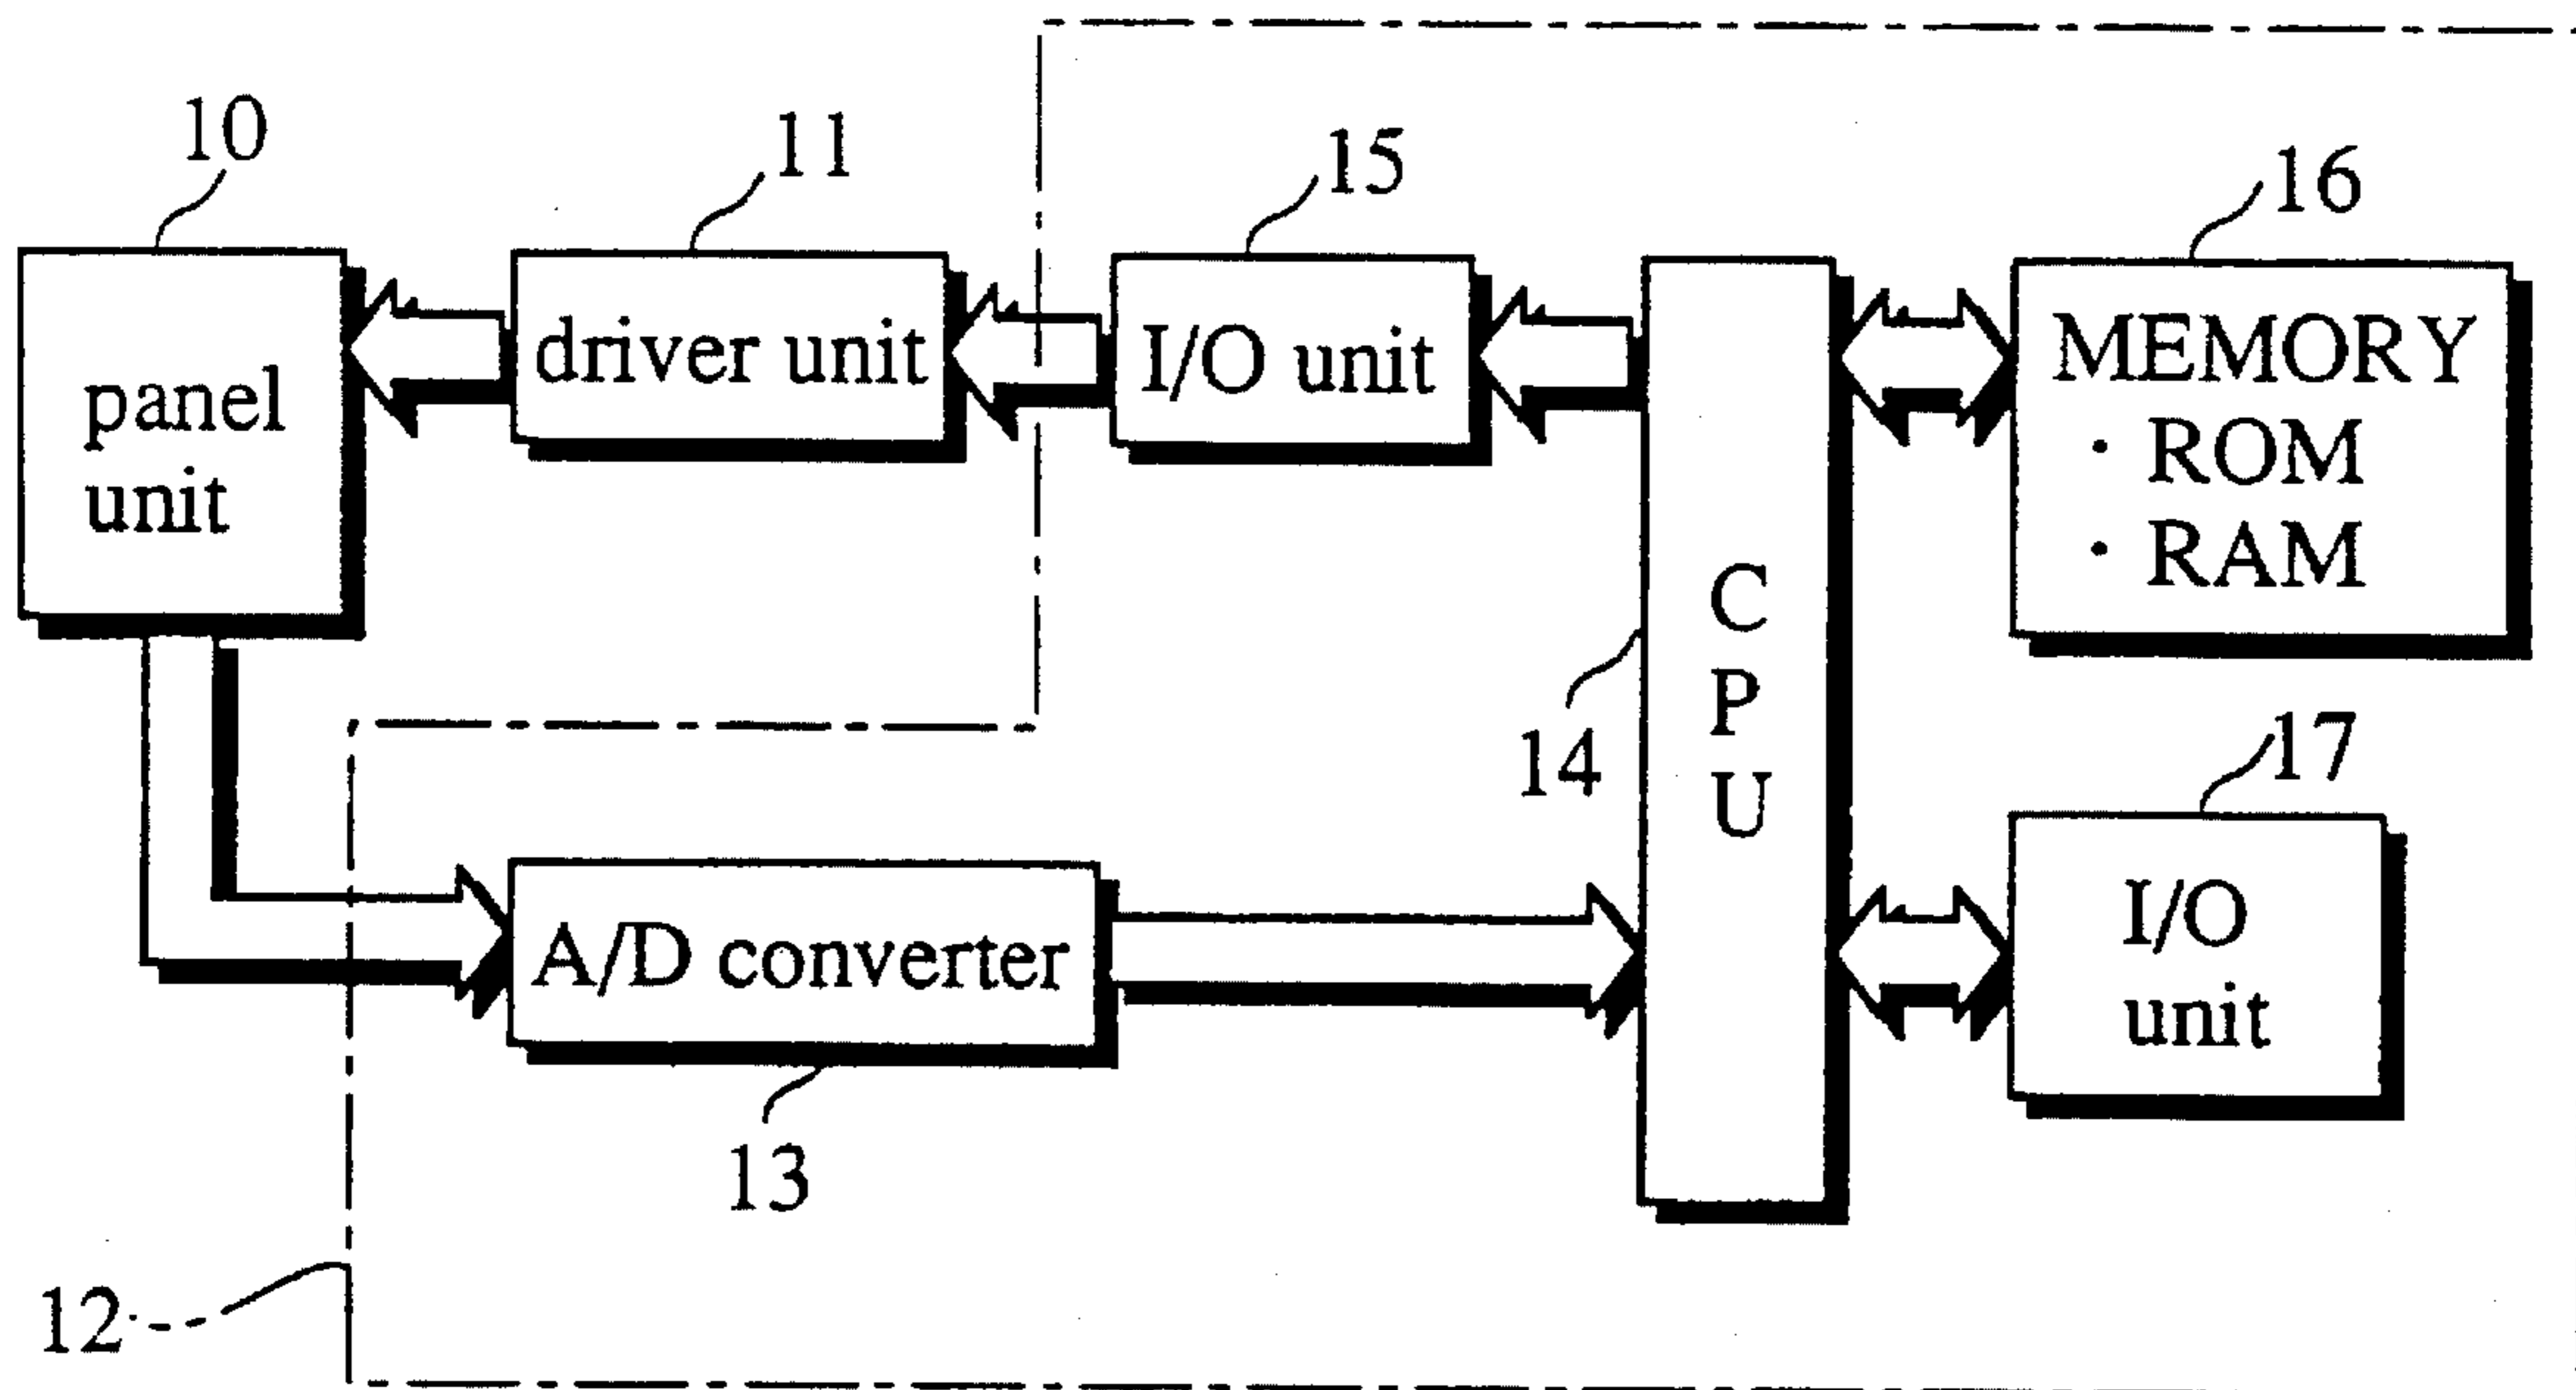 10
11
15
16
panel
unit
driver unit
I/O unit
MEMORY
· ROM
· RAM
C
P
U
14
17
I/O
unit
A/D converter
13
12